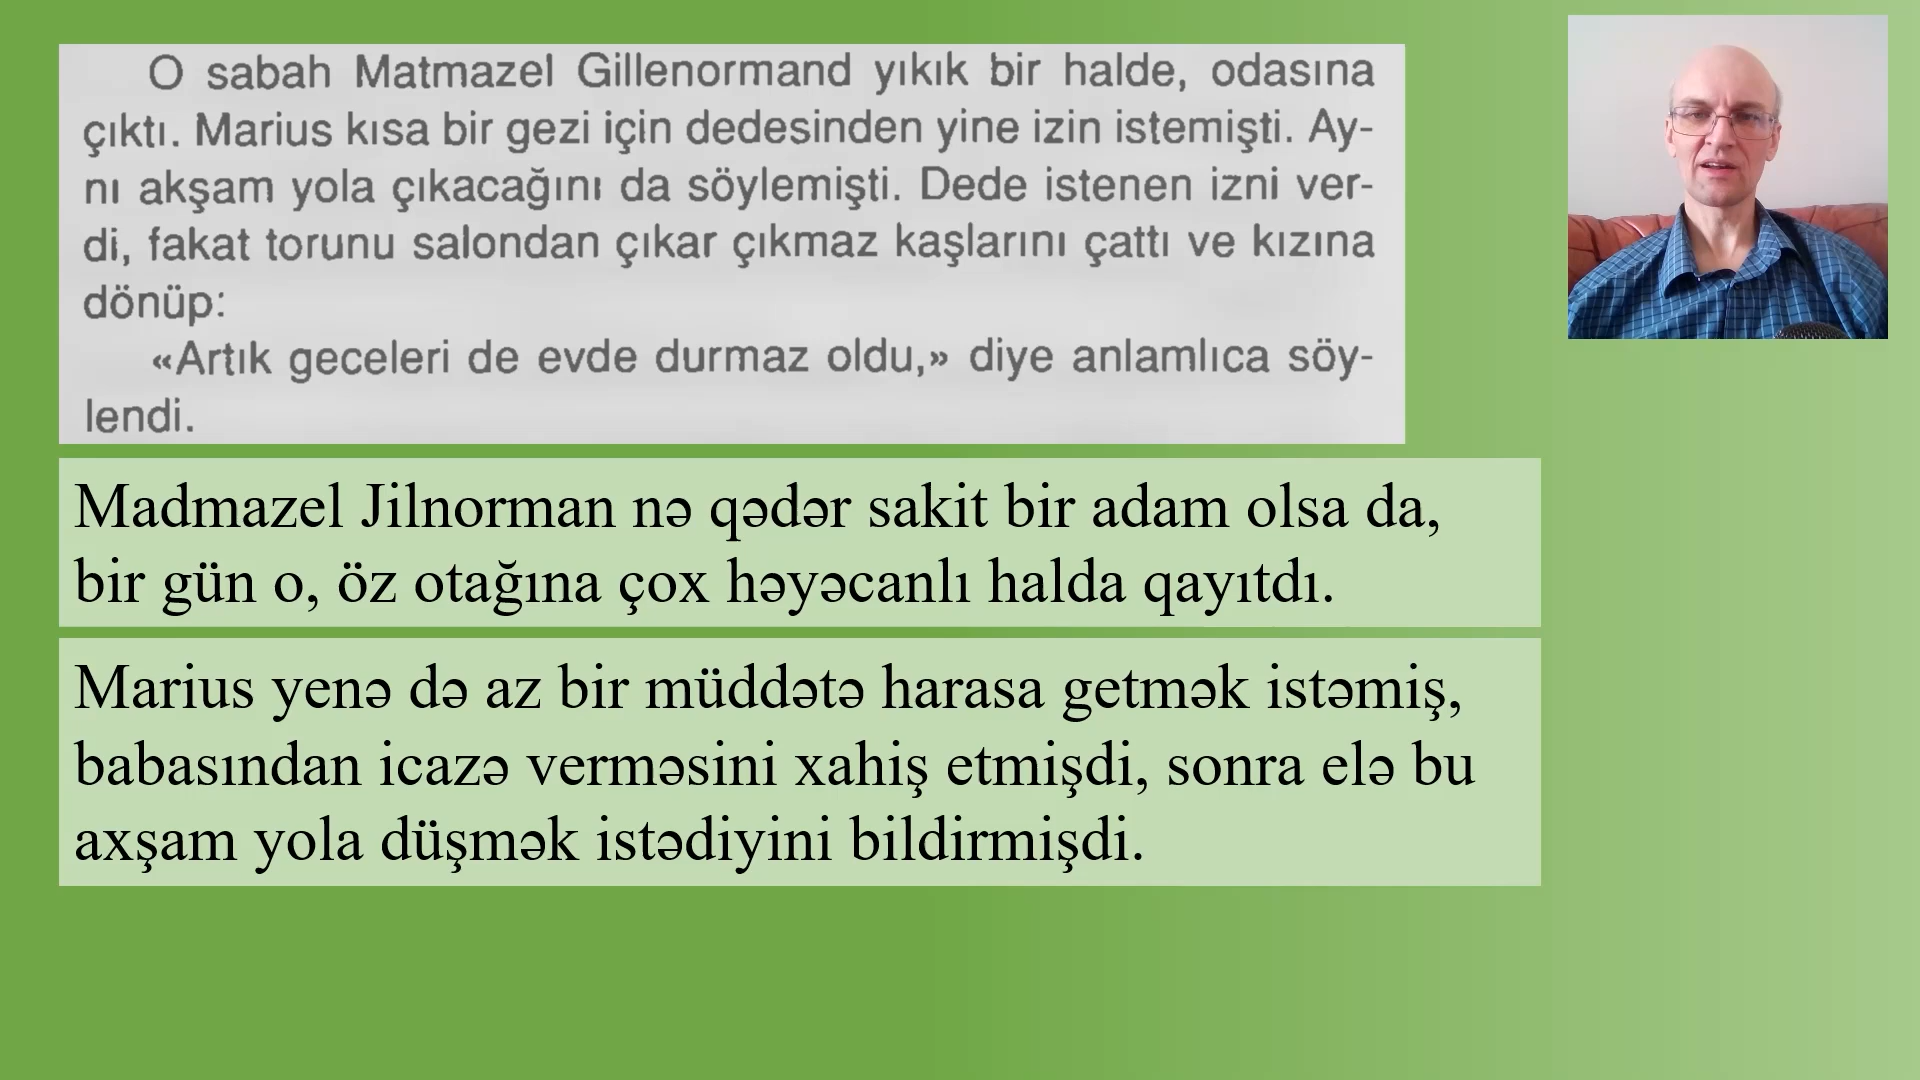 O sabah Matmazel Gillenormand yıkık bir halde, odasına
çıktı. Marius kısa bir gezi için dedesinden yine izin istemişti. Ay-
nı akşam yola çıkacağını da söylemişti. Dede istenen izni ver-
di, fakat torunu salondan çıkar çıkmaz kaşlarını çattı ve kızına
dönüp:
«Artık geceleri de evde durmaz oldu,» diye anlamlıca söy-
lendi.
Madmazel Jilnorman nə qədər sakit bir adam olsa da,
bir gün o, öz otağına çox həyəcanlı halda qayıtdı.
Marius yenə də az bir müddətə harasa getmək istəmiş,
babasından icazə verməsini xahiş etmişdi, sonra elə bu
axşam yola düşmək istədiyini bildirmişdi.